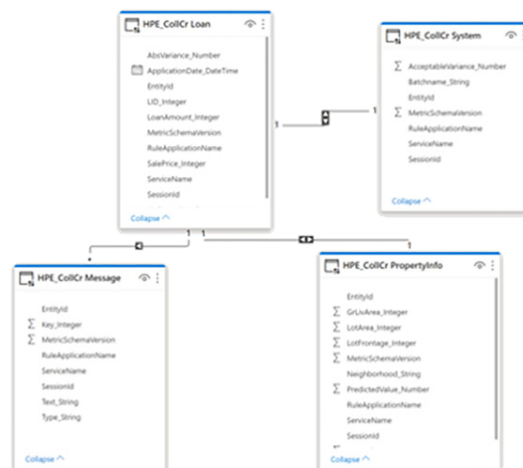 HPE_CollCr Loan
AbsVariance_Number
ApplicationDate_DateTime
EntityId
LID_Integer
LoanAmount_Integer
MetricSchemaVersion
RuleApplicationName
SalePrice_Integer
ServiceName
SessionId
Collapse
HPE_CollCr System
AcceptableVariance_Number
Batchname_String
EntityId
MetricSchemaVersion
RuleApplicationName
ServiceName
SessionId
Collapse
1
1
1
1
*
1
HPE_CollCr Message
EntityId
Key_Integer
MetricSchemaVersion
RuleApplicationName
ServiceName
SessionId
Text_String
Type_String
Collapse
HPE_CollCr PropertyInfo
EntityId
GrLivArea_Integer
LotArea_Integer
LotFrontage_Integer
MetricSchemaVersion
Neighborhood_String
PredictedValue_Number
RuleApplicationName
ServiceName
SessionId
Collapse